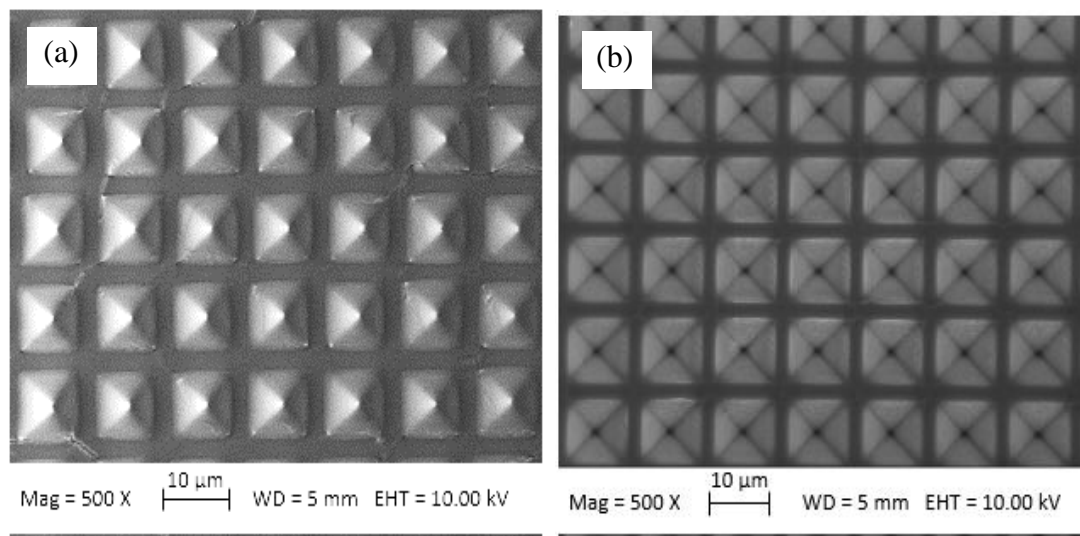 (a)
(b)
10 µm
Mag = 500 X WD = 5 mm EHT = 10.00 kV
10 µm
Mag = 500 X WD = 5 mm EHT = 10.00 kV